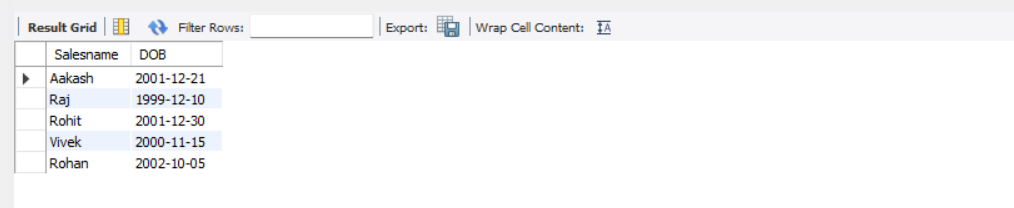 Result Grid Filter Rows: Export: Wrap Cell Content: IA
Salesname DOB
Aakash 2001-12-21
Raj 1999-12-10
Rohit 2001-12-30
Vivek 2000-11-15
Rohan 2002-10-05